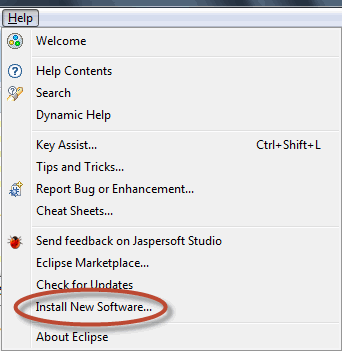 Help
Welcome
Help Contents
Search
Dynamic Help
Key Assist... Ctrl+Shift+L
Tips and Tricks...
Report Bug or Enhancement...
Cheat Sheets...
Send feedback on Jaspersoft Studio
Eclipse Marketplace...
Check for Updates
Install New Software...
About Eclipse